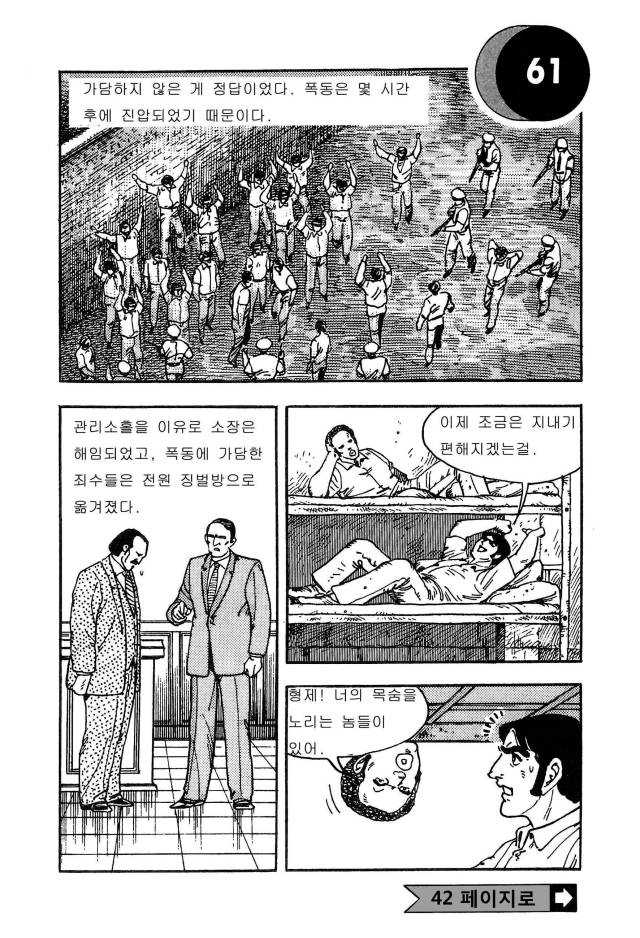 61
가담하지 않은 게 정답이었다. 폭동은 몇 시간
후에 진압되었기 때문이다.
관리소홀을 이유로 소장은
해임되었고, 폭동에 가담한
죄수들은 전원 징벌방으로
옮겨졌다.
이제 조금은 지내기
편해지겠는걸.
형제! 너의 목숨을
노리는 놈들이
있어.
42 페이지로